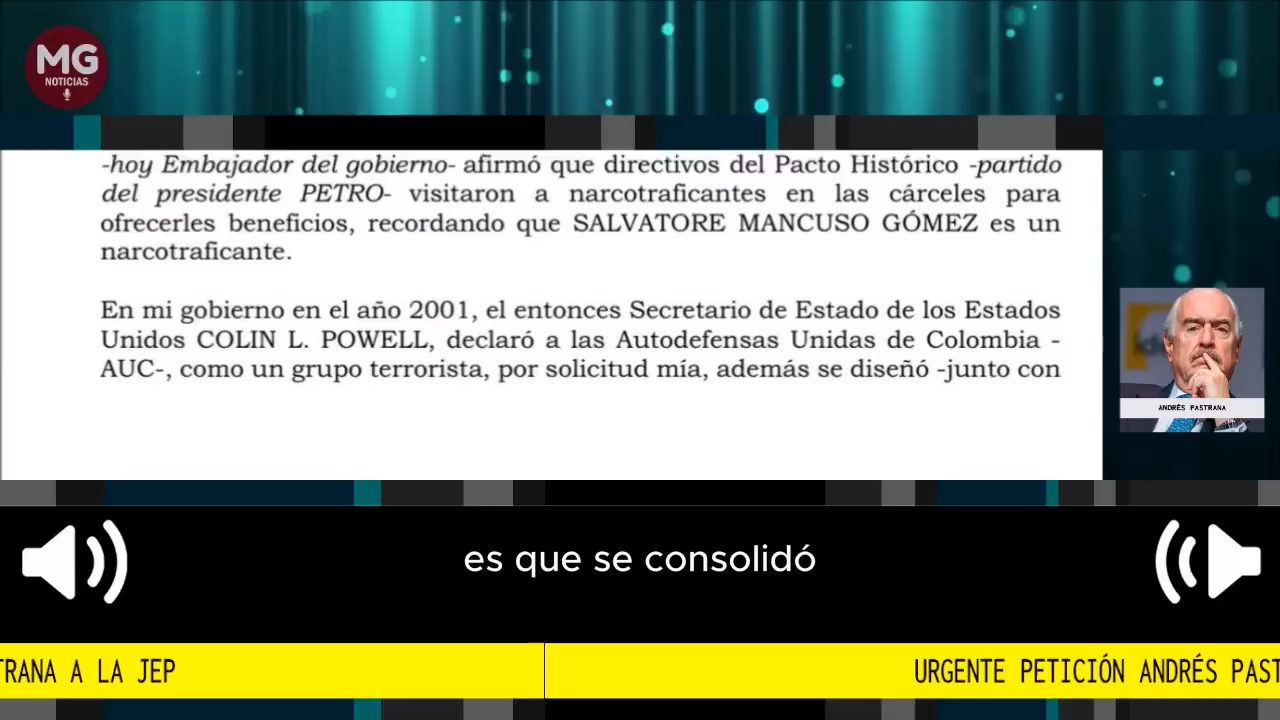 MG
NOTICIAS
-hoy Embajador del gobierno- afirmó que directivos del Pacto Histórico -partido
del presidente PETRO- visitaron a narcotraficantes en las cárceles para
ofrecerles beneficios, recordando que SALVATORE MANCUSO GÓMEZ es un
narcotraficante.
En mi gobierno en el año 2001, el entonces Secretario de Estado de los Estados
Unidos COLIN L. POWELL, declaró a las Autodefensas Unidas de Colombia -
AUC-, como un grupo terrorista, por solicitud mía, además se diseñó -junto con
ANDRÉS PASTRANA
es que se consolidó
TRANA A LA JEP
URGENTE PETICIÓN ANDRÉS PAST